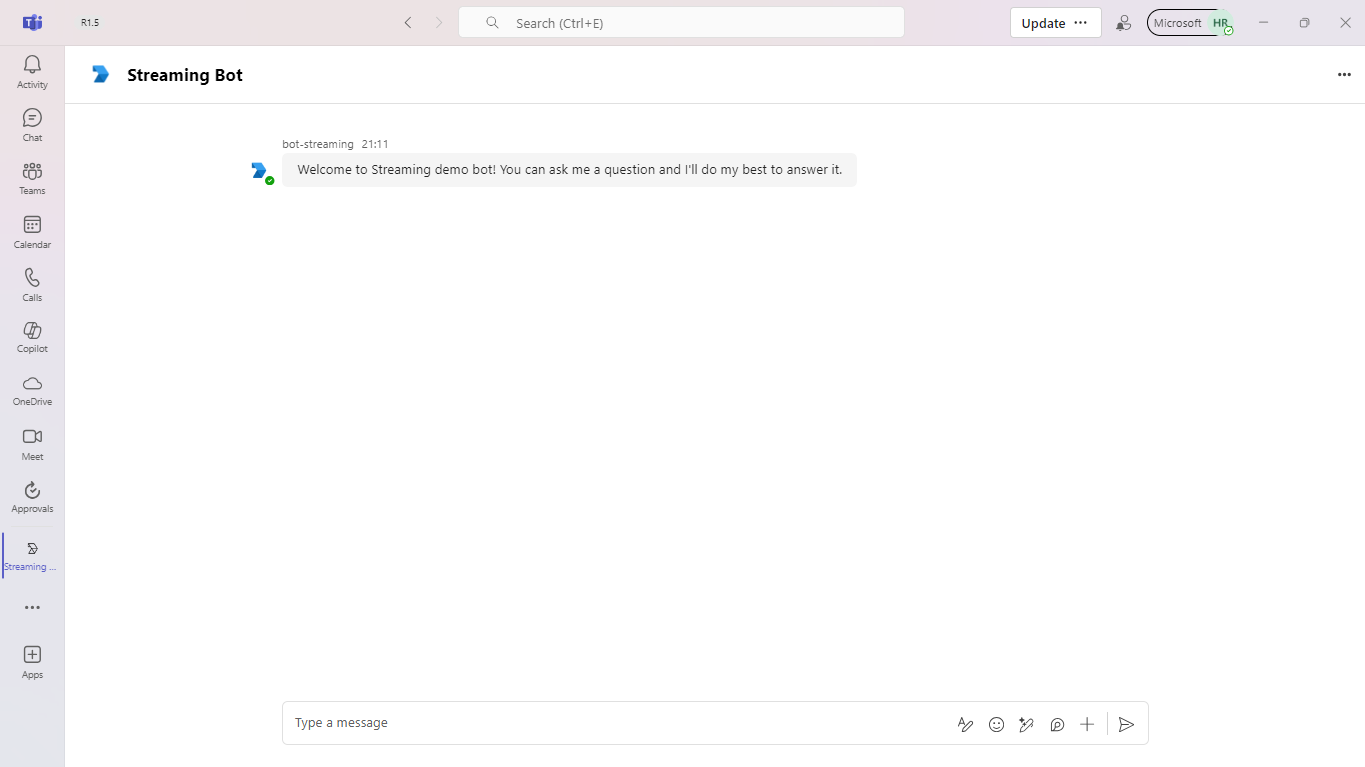 R1.5
Search (Ctrl+E)
Update
Microsoft
HR
Activity
Chat
Teams
Calendar
Calls
Copilot
OneDrive
Meet
Approvals
Streaming ...
Apps
Streaming Bot
bot-streaming 21:11
Welcome to Streaming demo bot! You can ask me a question and I'll do my best to answer it.
Type a message